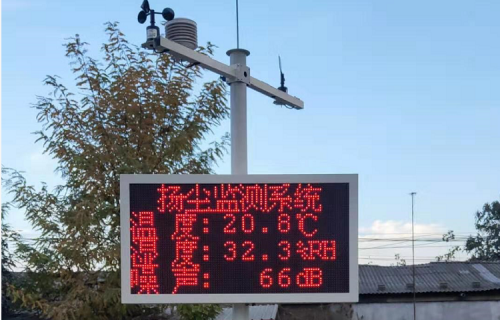 扬尘监测系统
温 度:20.8℃
湿 度:32.3%RH
噪 声: 66dB